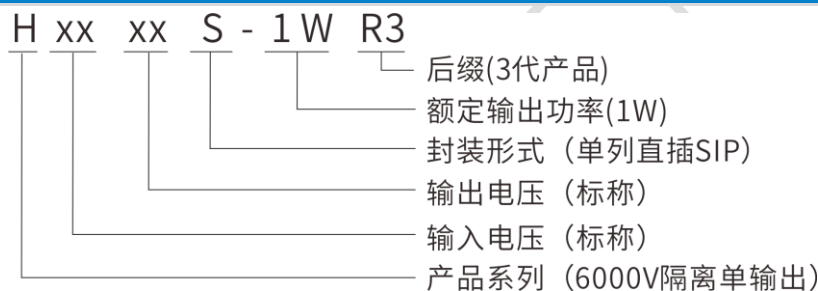 H xx xx S - 1W R3
后缀(3代产品)
额定输出功率(1W)
封装形式（单列直插SIP）
输出电压（标称）
输入电压（标称）
产品系列（6000V隔离单输出）